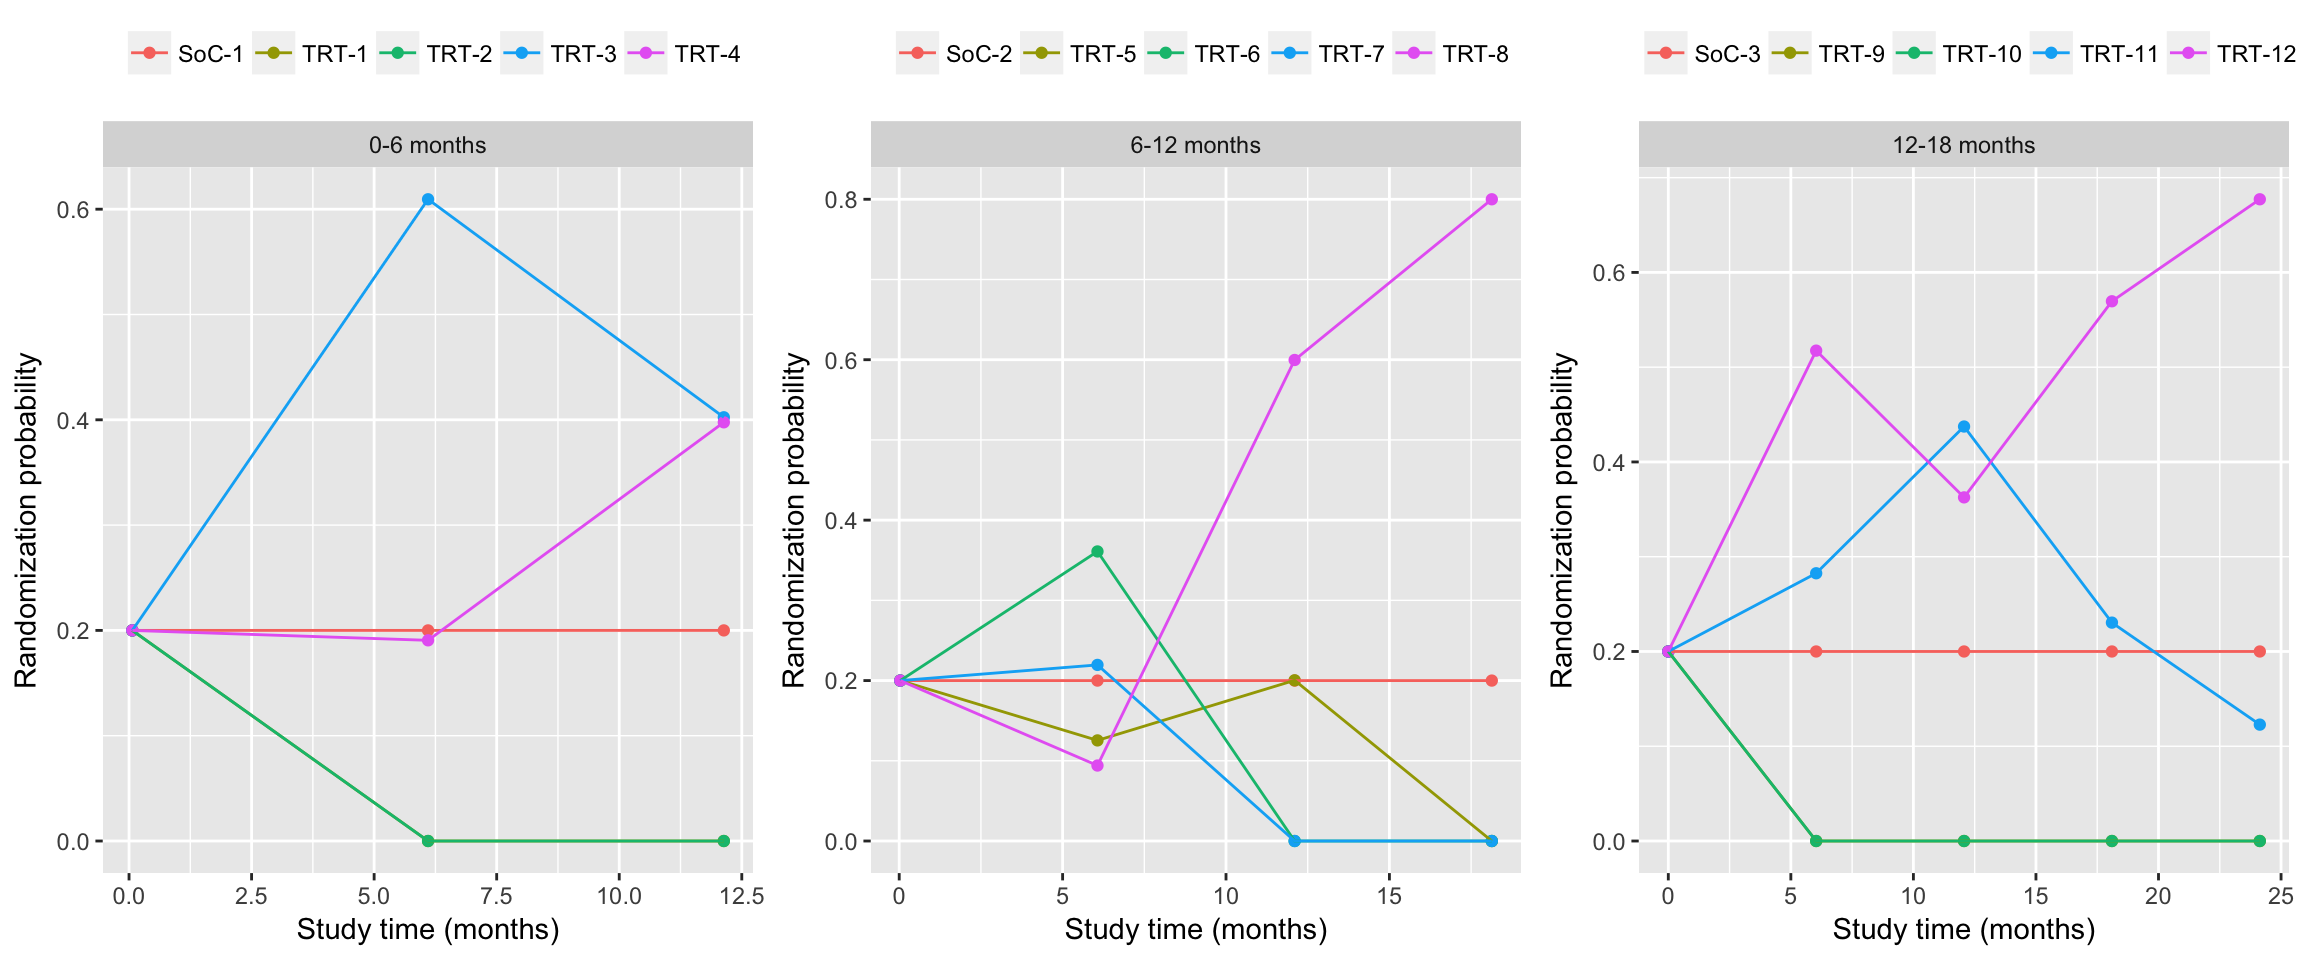 SoC-1 TRT-1 TRT-2 TRT-3 TRT-4
0-6 months
Randomization probability
0.6
0.4
0.2
0.0
0.0 2.5 5.0 7.5 10.0 12.5
Study time (months)
SoC-2 TRT-5 TRT-6 TRT-7 TRT-8
6-12 months
Randomization probability
0.8
0.6
0.4
0.2
0.0
0 5 10 15
Study time (months)
SoC-3 TRT-9 TRT-10 TRT-11 TRT-12
12-18 months
Randomization probability
0.6
0.4
0.2
0.0
0 5 10 15 20 25
Study time (months)